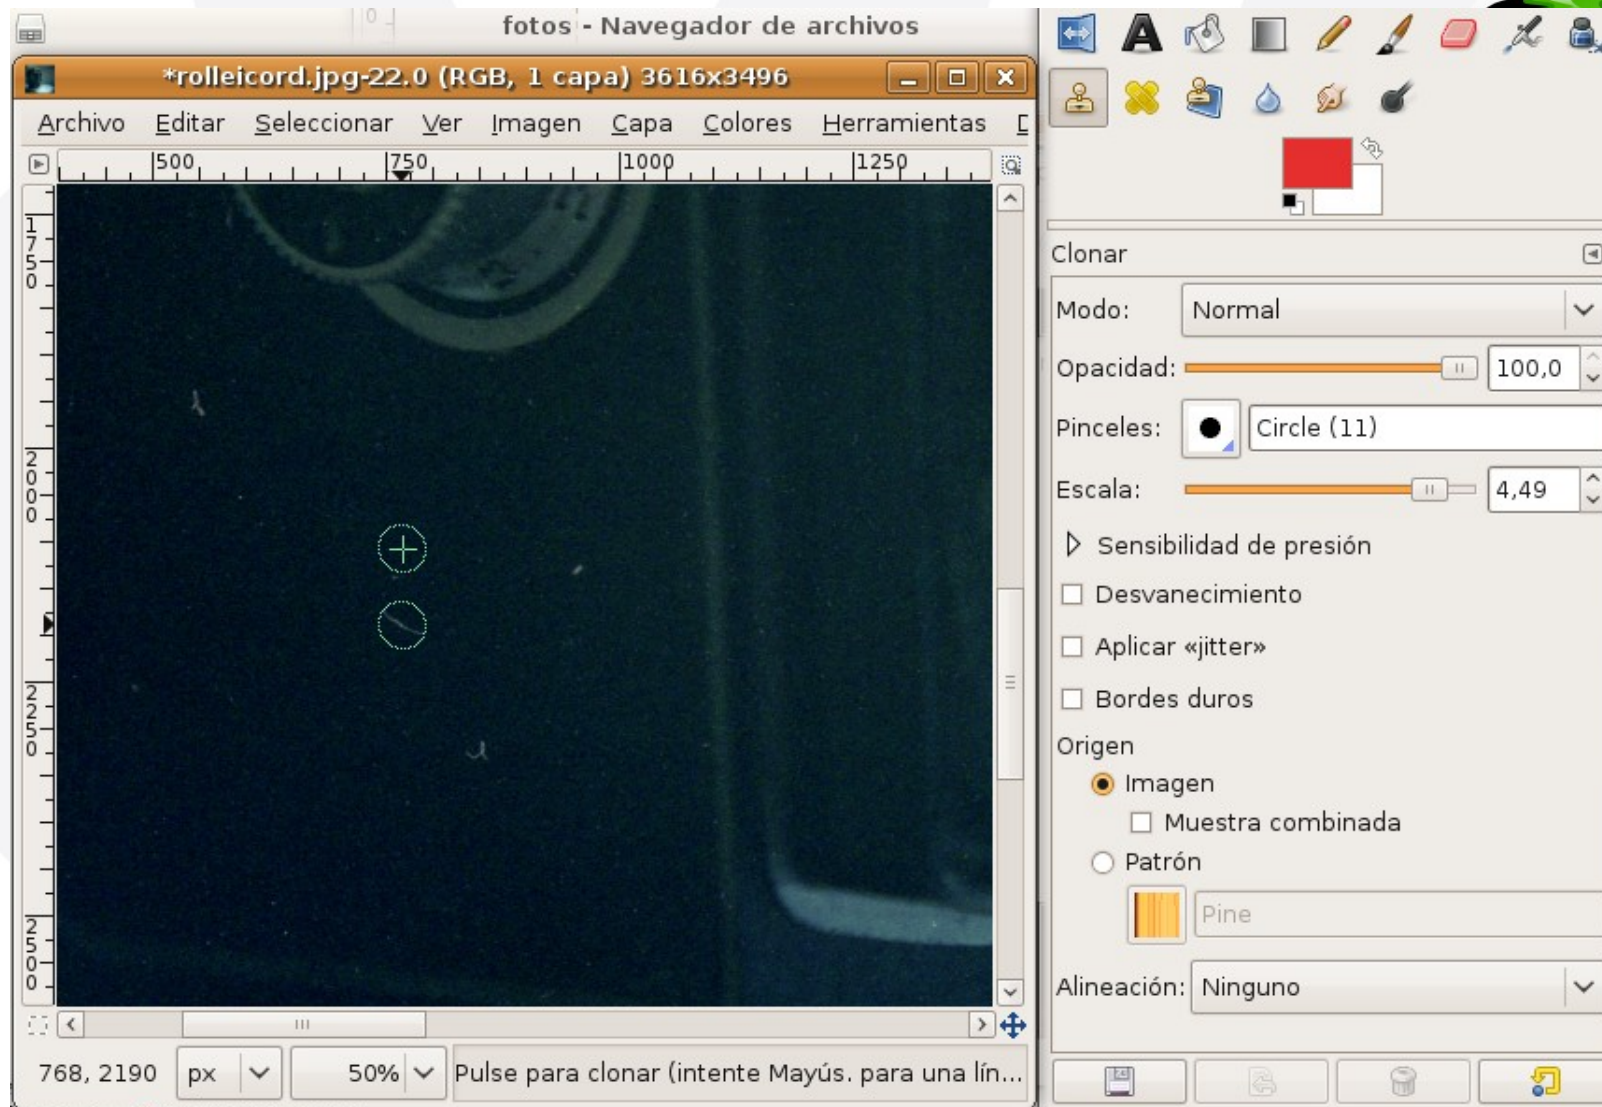 fotos - Navegador de archivos
*rolleicord.jpg-22.0 (RGB, 1 capa) 3616x3496
Archivo Editar Seleccionar Ver Imagen Capa Colores Herramientas
500 750 1000 1250
1750
2000
2250
2500
768, 2190 px 50% Pulse para clonar (intente Mayús. para una lín...
Clonar
Modo: Normal
Opacidad: 100,0
Pinceles: Circle (11)
Escala: 4,49
Sensibilidad de presión
Desvanecimiento
Aplicar «jitter»
Bordes duros
Origen
Imagen
Muestra combinada
Patrón
Pine
Alineación: Ninguno